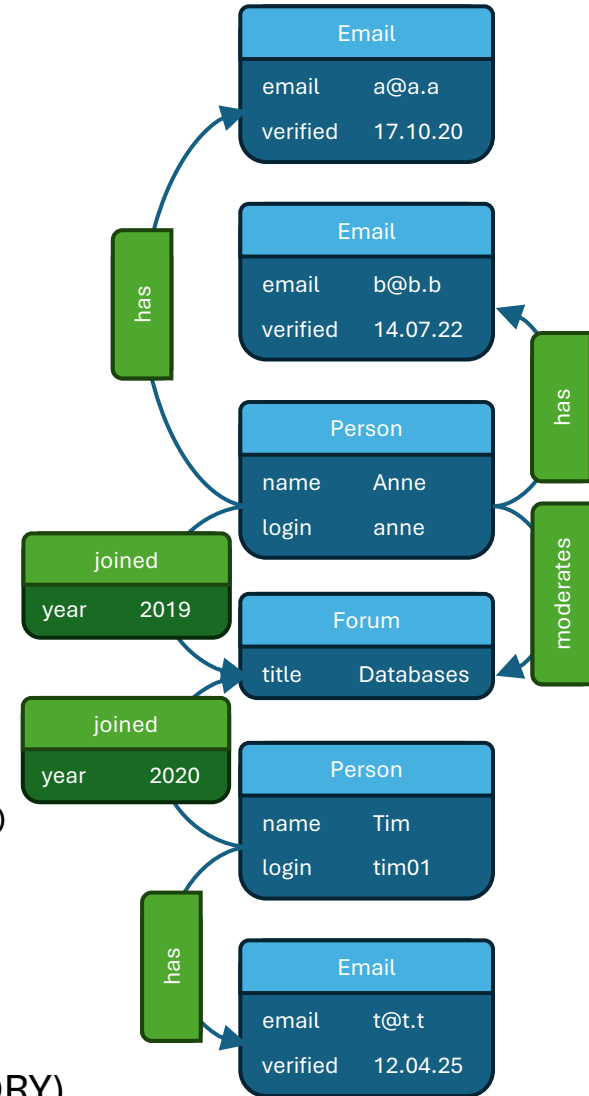 Email
email a@a.a
verified 17.10.20
Email
email b@b.b
verified 14.07.22
has
has
Person
name Anne
login anne
joined
year 2019
moderates
Forum
title Databases
joined
year 2020
)
Person
name Tim
login tim01
has
Email
email t@t.t
verified 12.04.25
ORY)